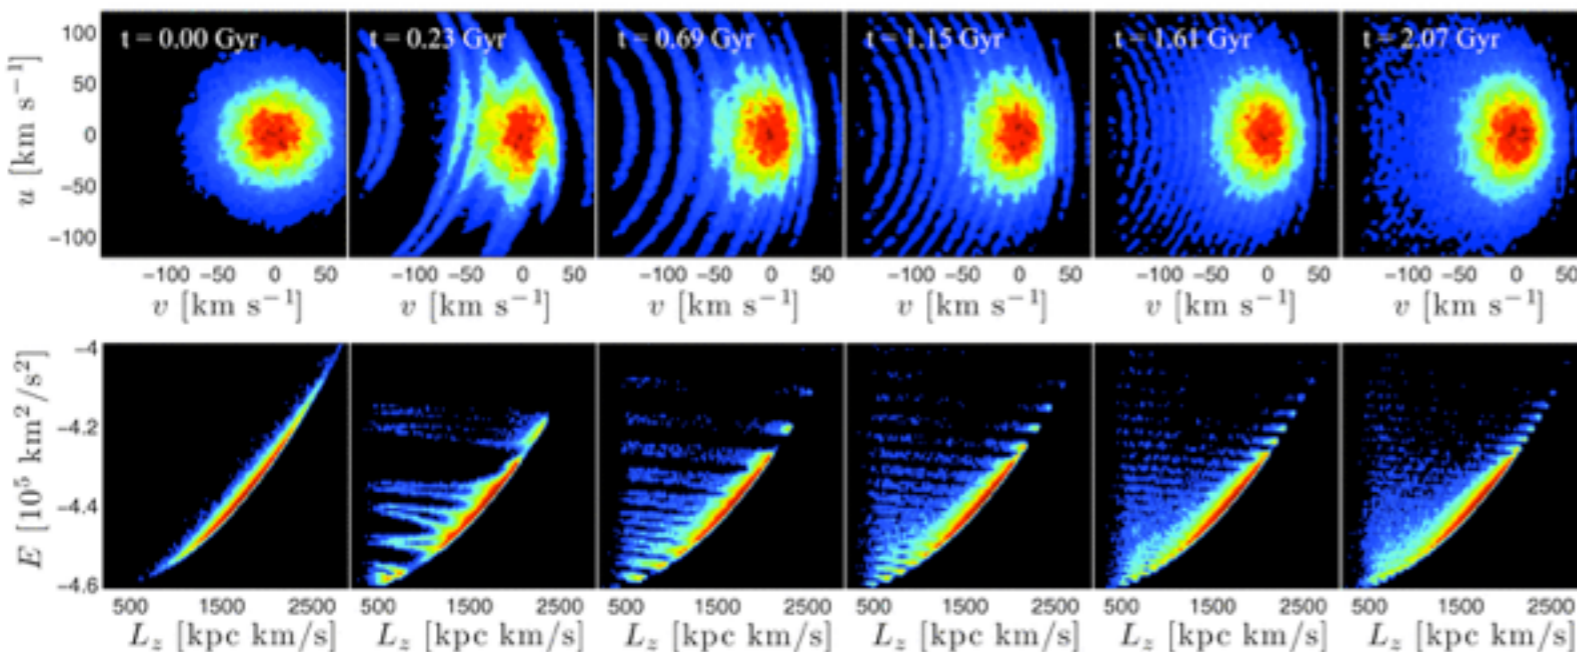 t = 0.00 Gyr t = 0.23 Gyr t = 0.69 Gyr t = 1.15 Gyr t = 1.61 Gyr t = 2.07 Gyr
100
50
0
−50
−100
u [km s⁻¹]
−100 −50 0 50 −100 −50 0 50 −100 −50 0 50 −100 −50 0 50 −100 −50 0 50 −100 −50 0 50
v [km s⁻¹] v [km s⁻¹] v [km s⁻¹] v [km s⁻¹] v [km s⁻¹] v [km s⁻¹]
−4
−4.2
−4.4
−4.6
E [10⁵ km²/s²]
500 1500 2500 500 1500 2500 500 1500 2500 500 1500 2500 500 1500 2500 500 1500 2500
L_z [kpc km/s] L_z [kpc km/s] L_z [kpc km/s] L_z [kpc km/s] L_z [kpc km/s] L_z [kpc km/s]